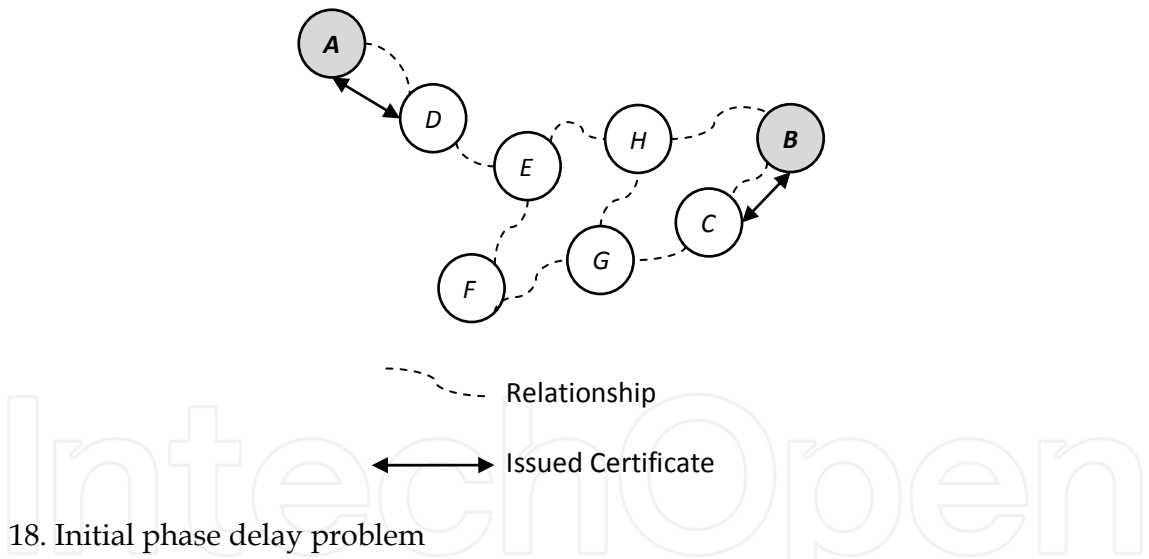 A
D
E
H
B
C
G
F
Relationship
Issued Certificate
IntechOpen
18. Initial phase delay problem